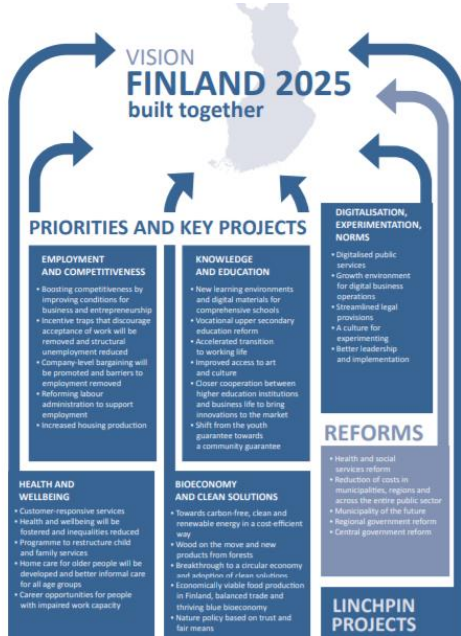 VISION
FINLAND 2025
built together
PRIORITIES AND KEY PROJECTS
EMPLOYMENT
AND COMPETITIVENESS
• Boosting competitiveness by
improving conditions for
business and entrepreneurship
• Incentive traps that discourage
acceptance of work will be
removed and structural
unemployment reduced
• Company-level bargaining will
be promoted and barriers to
employment removed
• Reforming labour
administration to support
employment
• Increased housing production
KNOWLEDGE
AND EDUCATION
• New learning environments
and digital materials for
comprehensive schools
• Vocational upper secondary
education reform
• Accelerated transition
to working life
• Improved access to art
and culture
• Closer cooperation between
higher education institutions
and business life to bring
innovations to the market
• Shift from the youth
guarantee towards
a community guarantee
DIGITALISATION,
EXPERIMENTATION,
NORMS
• Digitalised public
services
• Growth environment
for digital business
operations
• Streamlined legal
provisions
• A culture for
experimenting
• Better leadership
and implementation
HEALTH AND
WELLBEING
• Customer-responsive services
• Health and wellbeing will be
fostered and inequalities reduced
• Programme to restructure child
and family services
• Home care for older people will be
developed and better informal care
for all age groups
• Career opportunities for people
with impaired work capacity
BIOECONOMY
AND CLEAN SOLUTIONS
• Towards carbon-free, clean and
renewable energy in a cost-efficient
way
• Wood on the move and new
products from forests
• Breakthrough to a circular economy
and adoption of clean solutions
• Economically viable food production
in Finland, balanced trade and
thriving blue bioeconomy
• Nature policy based on trust and
fair means
REFORMS
• Health and social
services reform
• Reduction of costs in
municipalities, regions and
across the entire public sector
• Municipality of the future
• Regional government reform
• Central government reform
LINCHPIN
PROJECTS